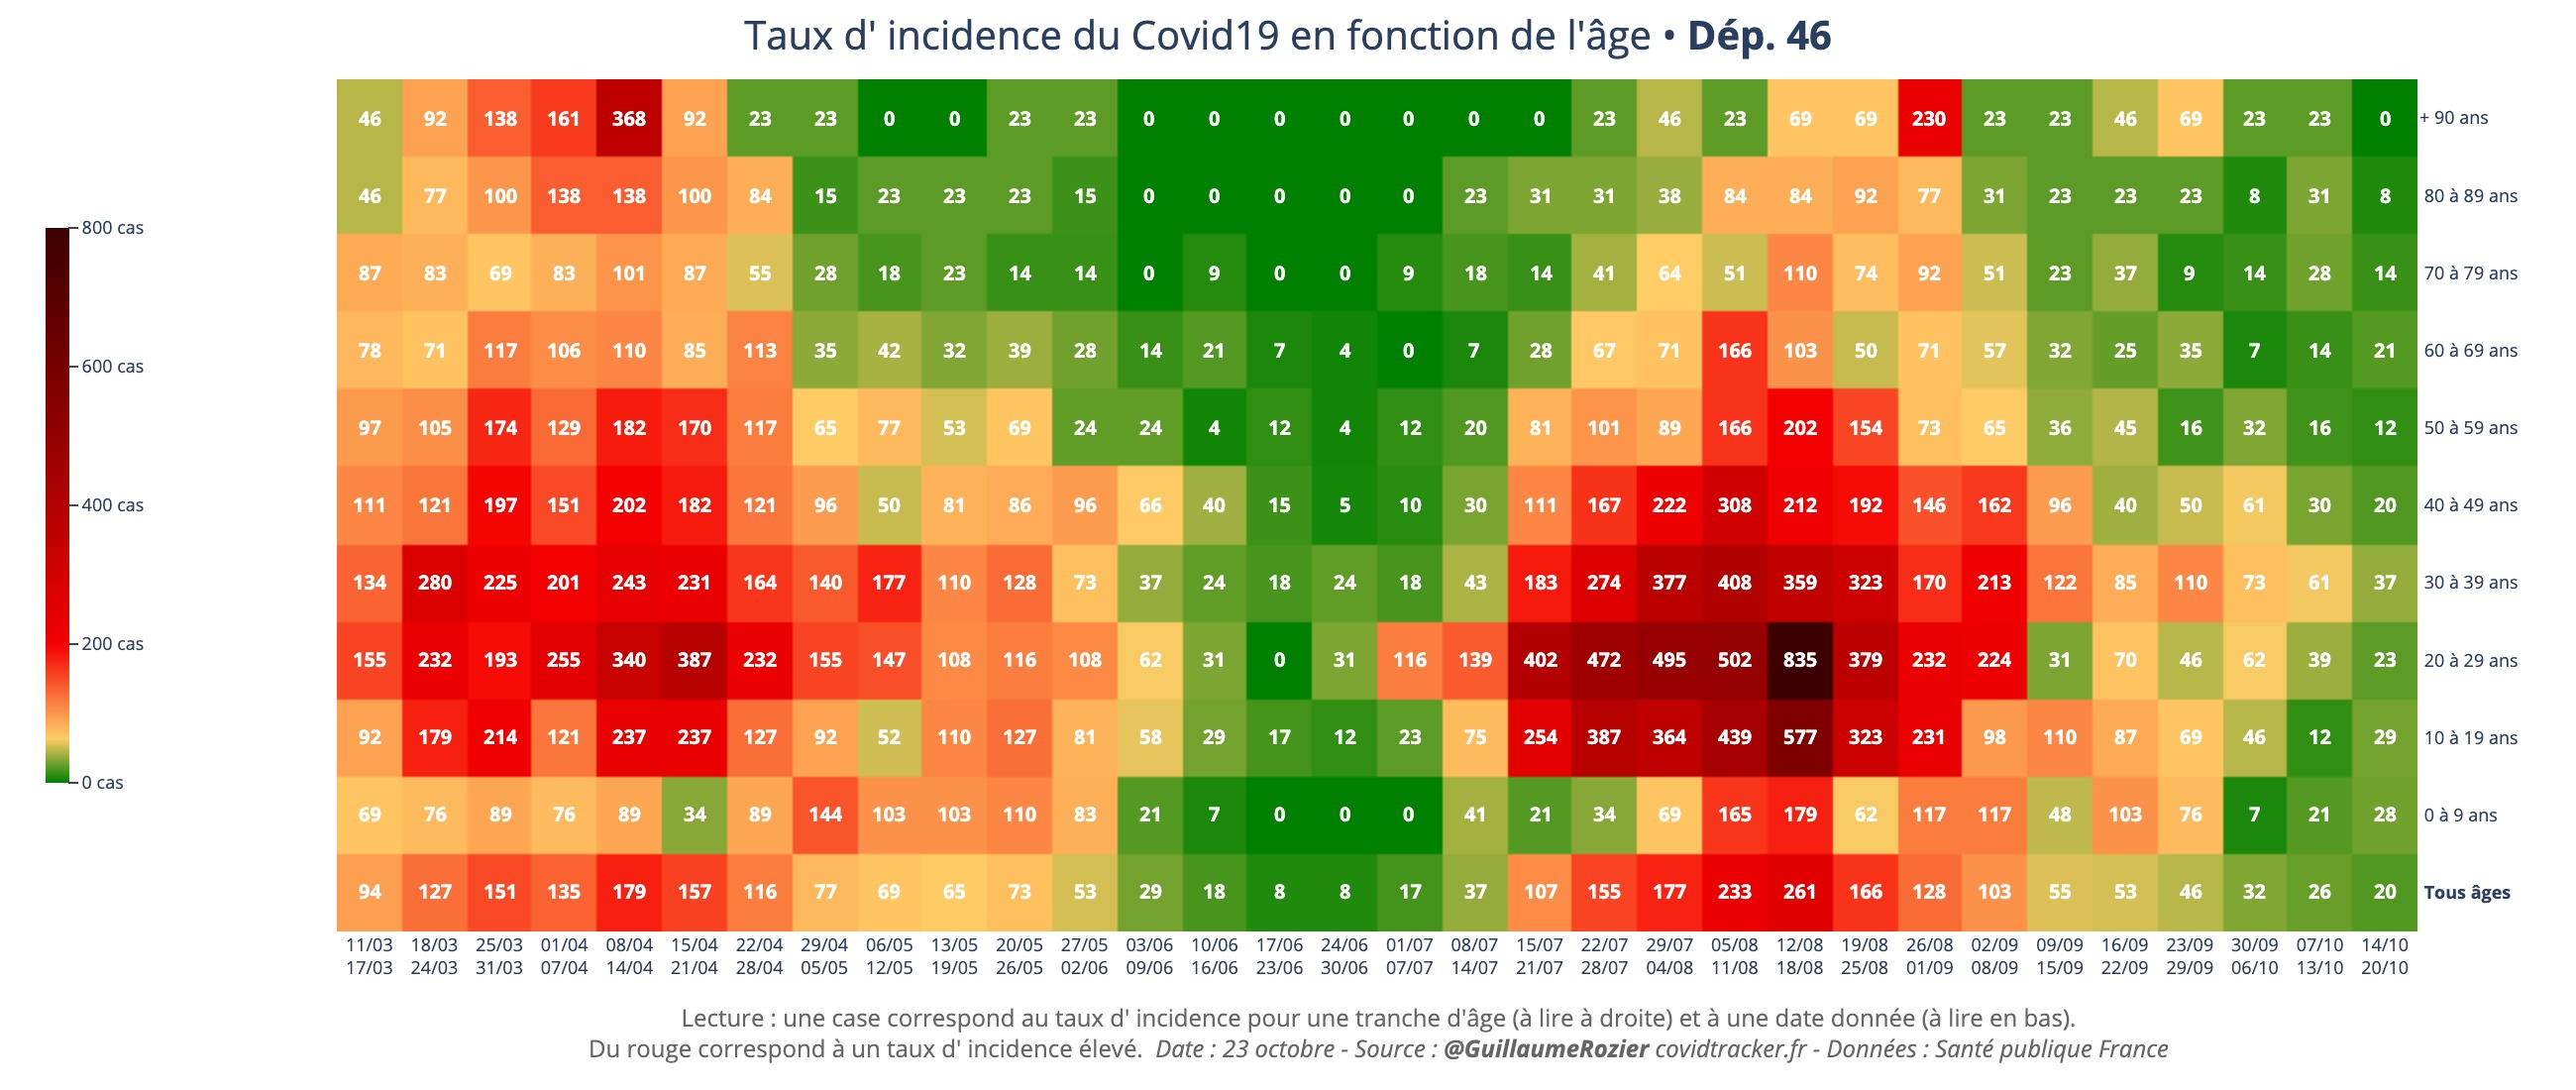 Taux d' incidence du Covid19 en fonction de l'âge • Dép. 46
800 cas
600 cas
400 cas
200 cas
0 cas
46 92 138 161 368 92 23 23 0 0 23 23 0 0 0 0 0 0 0 23 46 23 69 69 230 23 23 46 69 23 23 0 + 90 ans
46 77 100 138 138 100 84 15 23 23 23 15 0 0 0 0 0 23 31 31 38 84 84 92 77 31 23 23 23 8 31 8 80 à 89 ans
87 83 69 83 101 87 55 28 18 23 14 14 0 9 0 0 9 18 14 41 64 51 110 74 92 51 23 37 9 14 28 14 70 à 79 ans
78 71 117 106 110 85 113 35 42 32 39 28 14 21 7 4 0 7 28 67 71 166 103 50 71 57 32 25 35 7 14 21 60 à 69 ans
97 105 174 129 182 170 117 65 77 53 69 24 24 4 12 4 12 20 81 101 89 166 202 154 73 65 36 45 16 32 16 12 50 à 59 ans
111 121 197 151 202 182 121 96 50 81 86 96 66 40 15 5 10 30 111 167 222 308 212 192 146 162 96 40 50 61 30 20 40 à 49 ans
134 280 225 201 243 231 164 140 177 110 128 73 37 24 18 24 18 43 183 274 377 408 359 323 170 213 122 85 110 73 61 37 30 à 39 ans
155 232 193 255 340 387 232 155 147 108 116 108 62 31 0 31 116 139 402 472 495 502 835 379 232 224 31 70 46 62 39 23 20 à 29 ans
92 179 214 121 237 237 127 92 52 110 127 81 58 29 17 12 23 75 254 387 364 439 577 323 231 98 110 87 69 46 12 29 10 à 19 ans
69 76 89 76 89 34 89 144 103 103 110 83 21 7 0 0 0 41 21 34 69 165 179 62 117 117 48 103 76 7 21 28 0 à 9 ans
94 127 151 135 179 157 116 77 69 65 73 53 29 18 8 8 17 37 107 155 177 233 261 166 128 103 55 53 46 32 26 20 Tous âges
11/03 18/03 25/03 01/04 08/04 15/04 22/04 29/04 06/05 13/05 20/05 27/05 03/06 10/06 17/06 24/06 01/07 08/07 15/07 22/07 29/07 05/08 12/08 19/08 26/08 02/09 09/09 16/09 23/09 30/09 07/10 14/10
17/03 24/03 31/03 07/04 14/04 21/04 28/04 05/05 12/05 19/05 26/05 02/06 09/06 16/06 23/06 30/06 07/07 14/07 21/07 28/07 04/08 11/08 18/08 25/08 01/09 08/09 15/09 22/09 29/09 06/10 13/10 20/10
Lecture : une case correspond au taux d' incidence pour une tranche d'âge (à lire à droite) et à une date donnée (à lire en bas).
Du rouge correspond à un taux d' incidence élevé. Date : 23 octobre - Source : @GuillaumeRozier covidtracker.fr - Données : Santé publique France